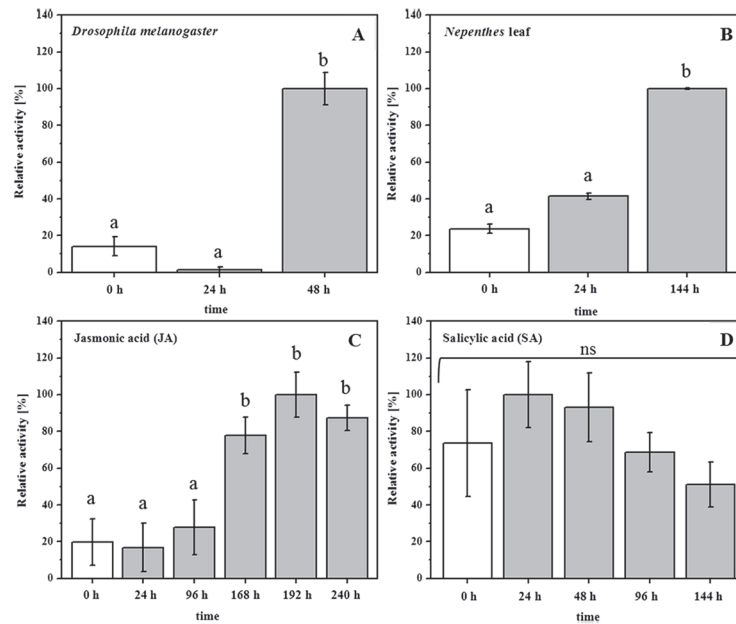 140
120
100
80
60
40
20
0
Relative activity [%]
Drosophila melanogaster A
a
a
b
0 h 24 h 48 h
time
140
120
100
80
60
40
20
0
Relative activity [%]
Nepenthes leaf B
a
a
b
0 h 24 h 144 h
time
140
120
100
80
60
40
20
0
Relative activity [%]
Jasmonic acid (JA) C
a
a
a
b
b
b
0 h 24 h 96 h 168 h 192 h 240 h
time
140
120
100
80
60
40
20
0
Relative activity [%]
Salicylic acid (SA) D
ns
0 h 24 h 48 h 96 h 144 h
time